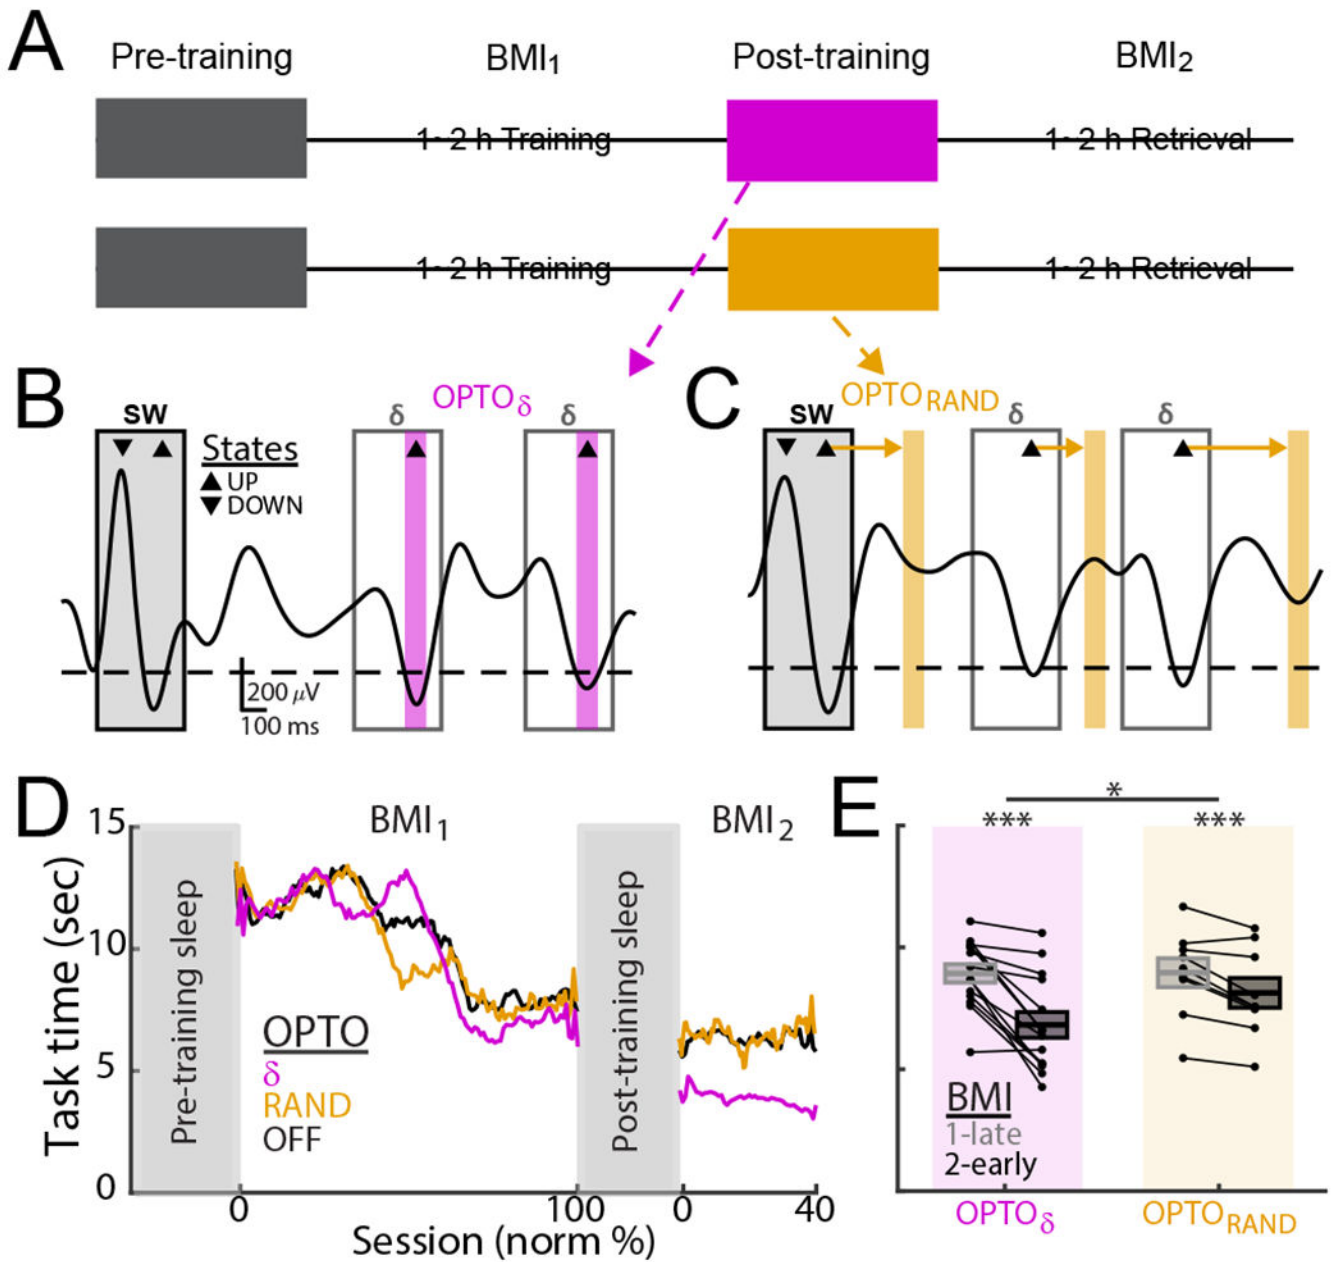 A
Pre-training BMI1 Post-training BMI2
1- 2 h Training 1- 2 h Retrieval
1- 2 h Training 1- 2 h Retrieval
B
SW δ OPTOδ δ
States
UP
DOWN
200 μV
100 ms
C
SW OPTORAND δ δ
D
BMI1 BMI2
Task time (sec)
15
10
5
0
Pre-training sleep
Post-training sleep
OPTO
δ
RAND
OFF
0 100 0 40
Session (norm %)
E
*
*** ***
BMI
1-late
2-early
OPTOδ OPTORAND